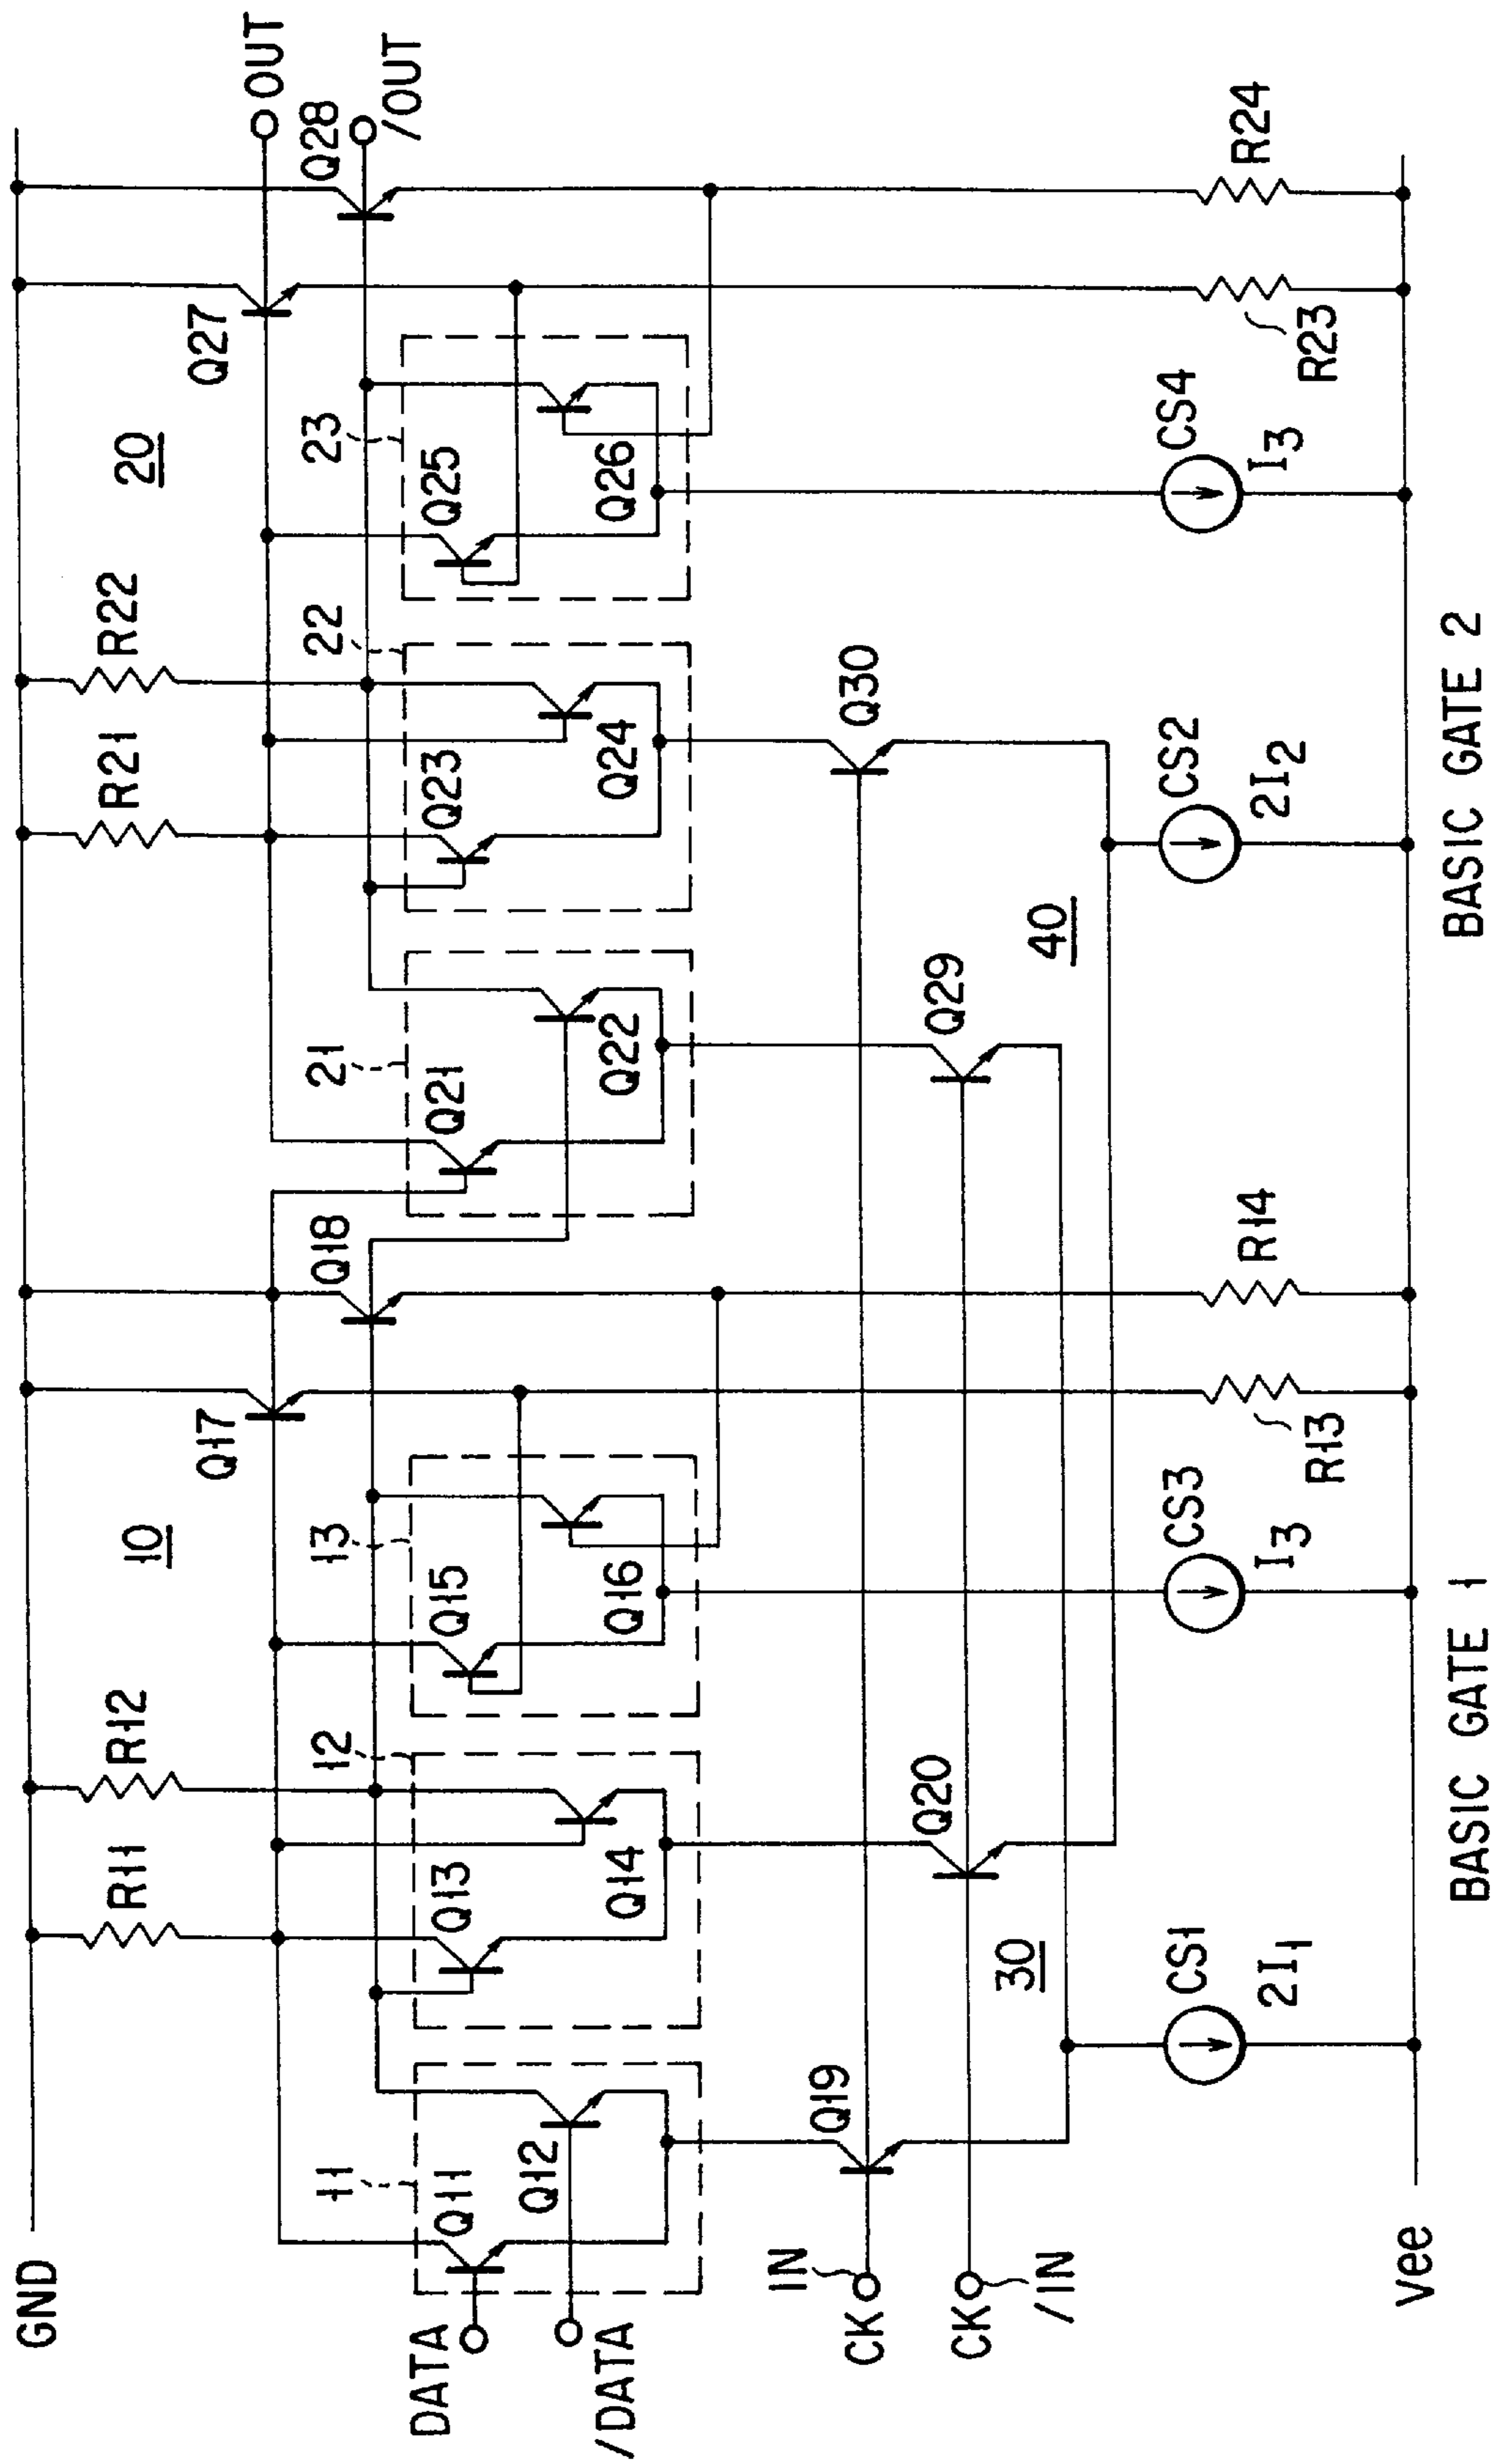 GND
R11
R12
R21
R22
10
20
Q17
Q27
OUT
Q18
Q28
/OUT
11
12
13
21
22
23
DATA
/DATA
Q11
Q12
Q13
Q14
Q15
Q16
Q21
Q22
Q23
Q24
Q25
Q26
IN
CK
Q19
Q30
CK
/IN
Q20
Q29
30
40
CS1
2I1
CS3
I3
R13
R14
CS2
2I2
CS4
I3
R23
R24
Vee
BASIC GATE 1
BASIC GATE 2